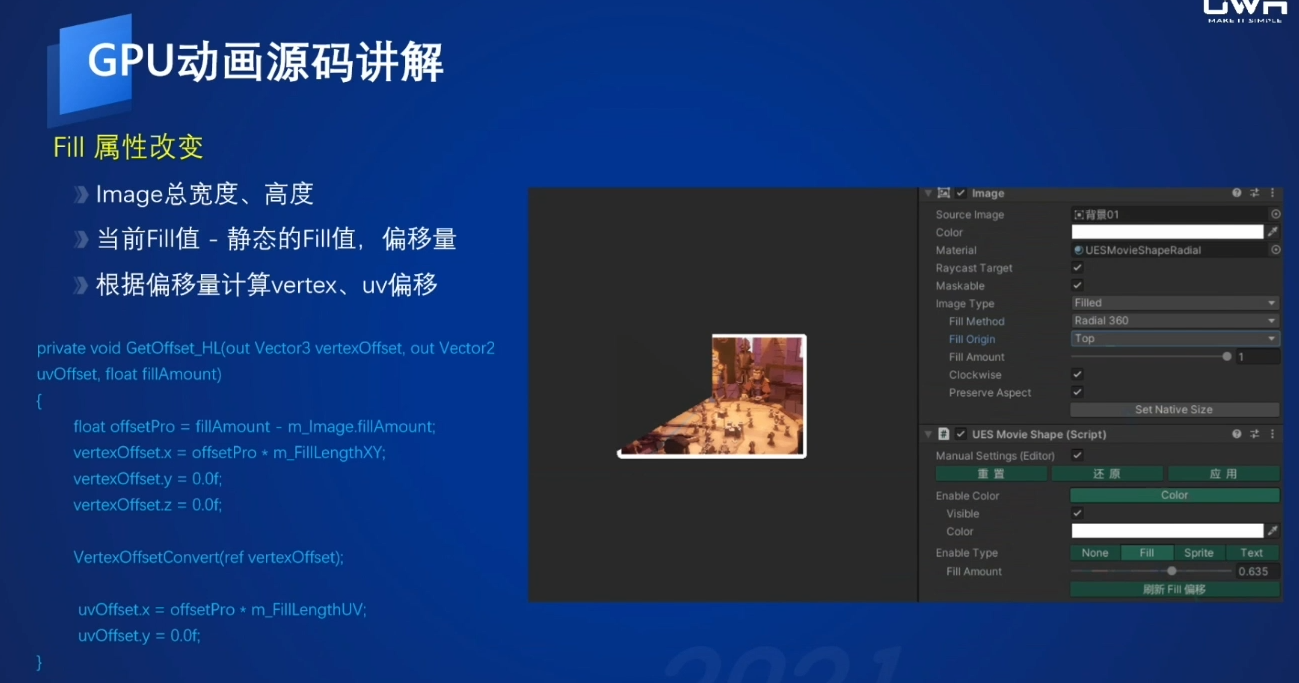 UWA
MAKE IT SIMPLE
GPU动画源码讲解
Fill 属性改变
Image总宽度、高度
当前Fill值 - 静态的Fill值，偏移量
根据偏移量计算vertex、uv偏移
private void GetOffset_HL(out Vector3 vertexOffset, out Vector2
uvOffset, float fillAmount)
{
float offsetPro = fillAmount - m_Image.fillAmount;
vertexOffset.x = offsetPro * m_FillLengthXY;
vertexOffset.y = 0.0f;
vertexOffset.z = 0.0f;
VertexOffsetConvert(ref vertexOffset);
uvOffset.x = offsetPro * m_FillLengthUV;
uvOffset.y = 0.0f;
}
Image
Source Image 背景01
Color
Material UESMovieShapeRadial
Raycast Target
Maskable
Image Type Filled
Fill Method Radial 360
Fill Origin Top
Fill Amount 1
Clockwise
Preserve Aspect
Set Native Size
# UES Movie Shape (Script)
Manual Settings (Editor)
重 置 还 原 应 用
Enable Color Color
Visible
Color
Enable Type None Fill Sprite Text
Fill Amount 0.635
刷新 Fill 偏移
2021